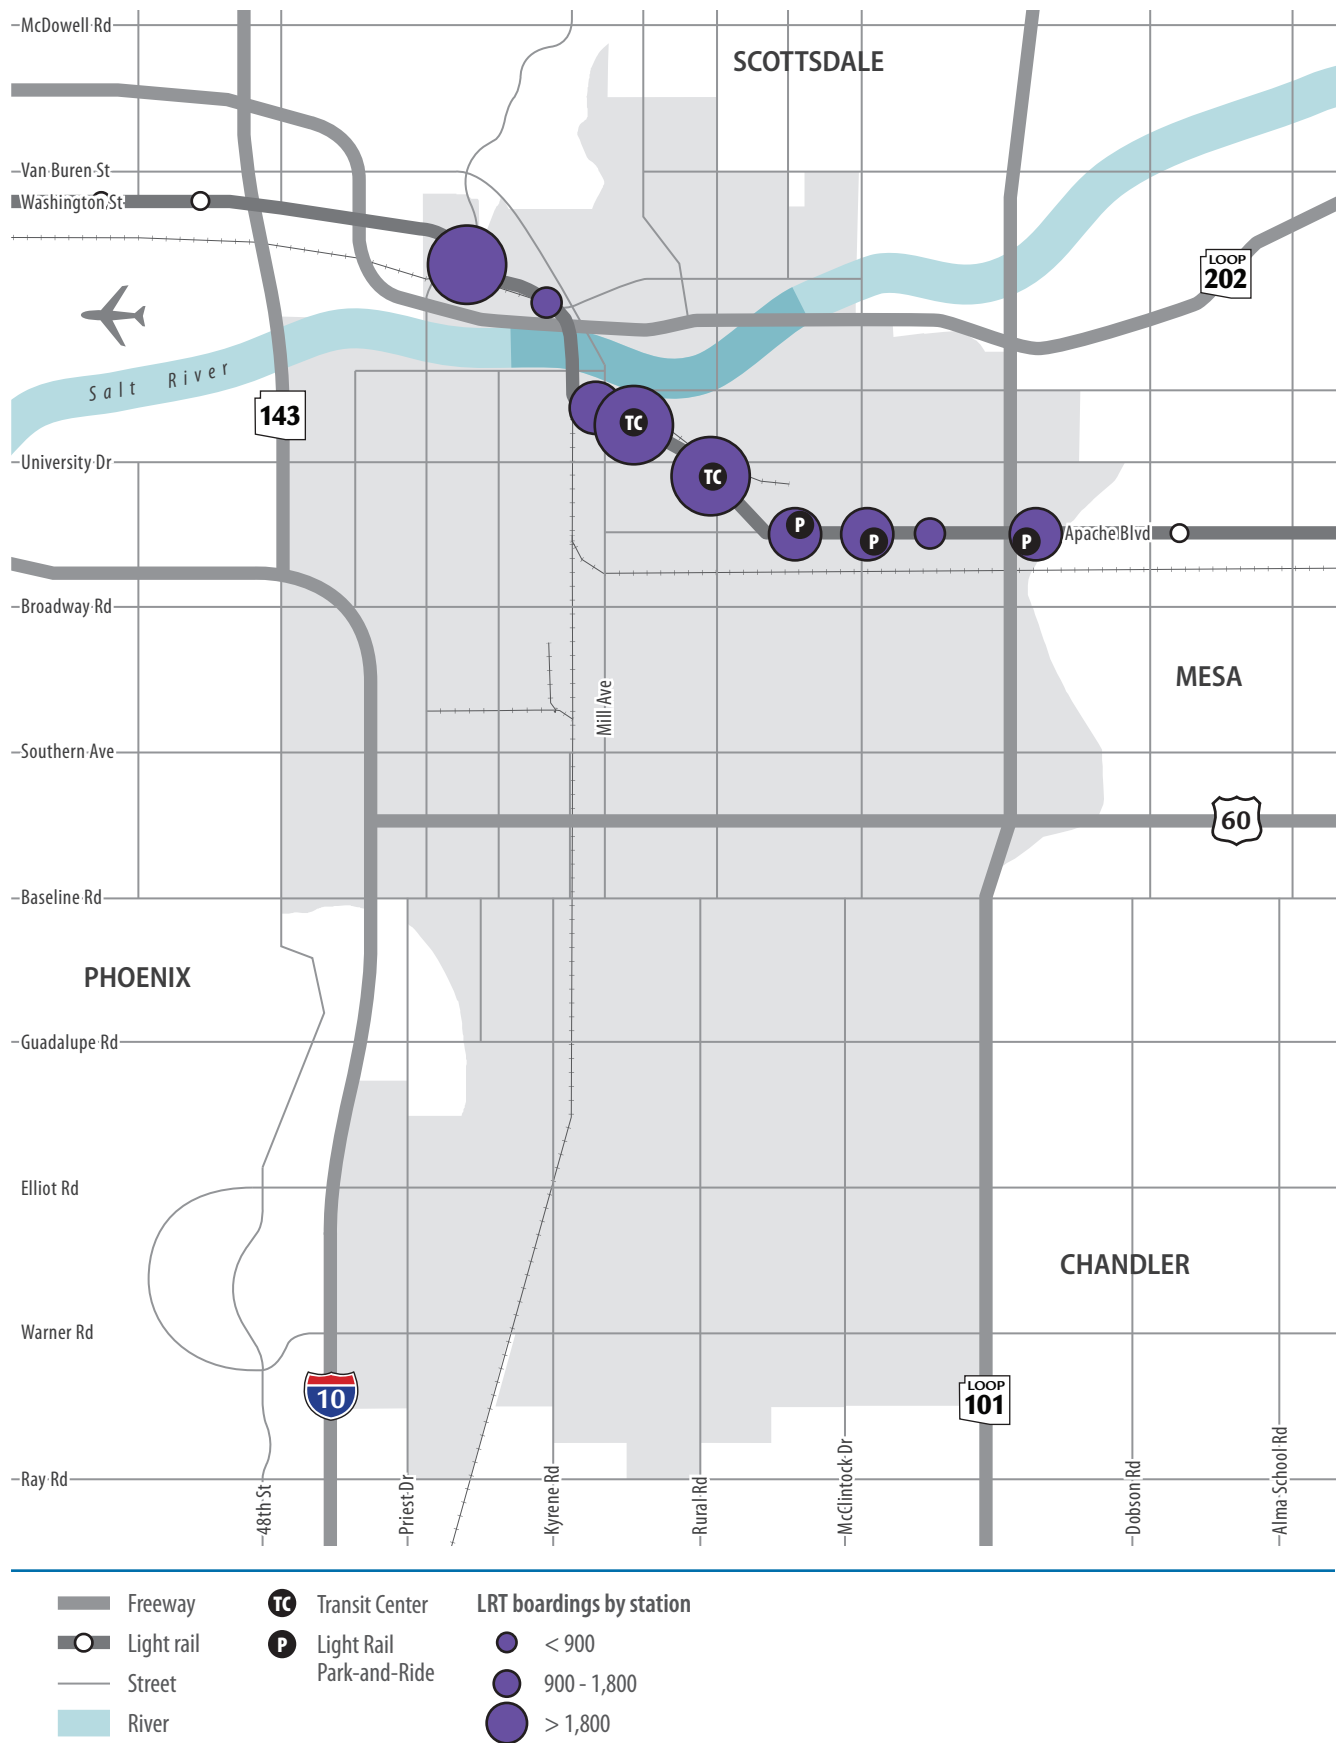 McDowell Rd
SCOTTSDALE
Van Buren St
Washington St
LOOP
202
Salt River
143
TC
University Dr
TC
P
P
P
Apache Blvd
Broadway Rd
MESA
Mill Ave
Southern Ave
60
Baseline Rd
PHOENIX
Guadalupe Rd
Elliot Rd
CHANDLER
Warner Rd
10
LOOP
101
Ray Rd
48th St
Priest Dr
Kyrene Rd
Rural Rd
McClintock Dr
Dobson Rd
Alma School Rd
Freeway
Light rail
Street
River
TC Transit Center
P Light Rail
Park-and-Ride
LRT boardings by station
< 900
900 - 1,800
> 1,800